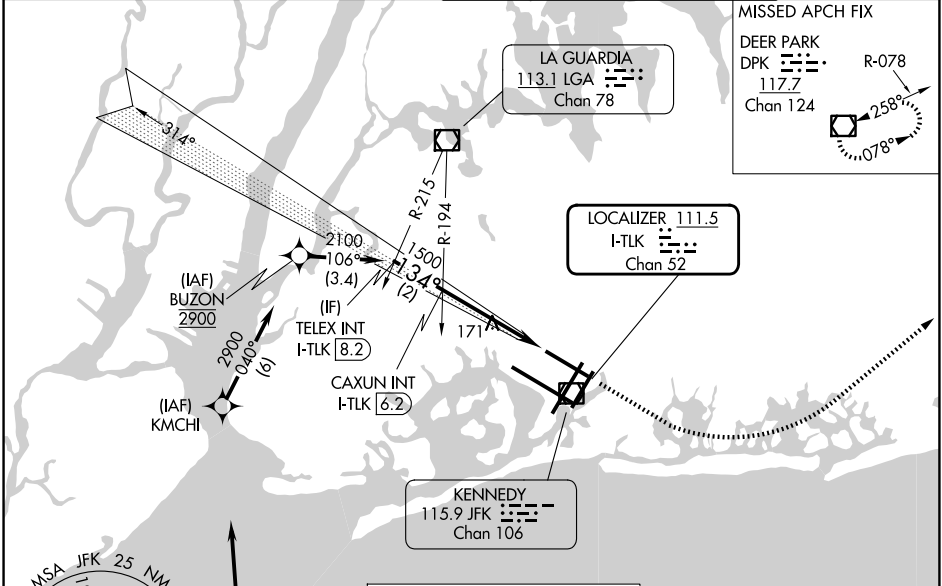 MISSED APCH FIX
DEER PARK
DPK
117.7
Chan 124
R-078
258°
078°
LA GUARDIA
113.1 LGA
Chan 78
314°
R-215
R-194
LOCALIZER 111.5
I-TLK
Chan 52
2100
106°
(3.4)
1500
134°
(2)
(IAF)
BUZON
2900
(IF)
TELEX INT
I-TLK 8.2
171
2900
040°
(6)
CAXUN INT
I-TLK 6.2
(IAF)
KMCHI
KENNEDY
115.9 JFK
Chan 106
MSA JFK 25 NM